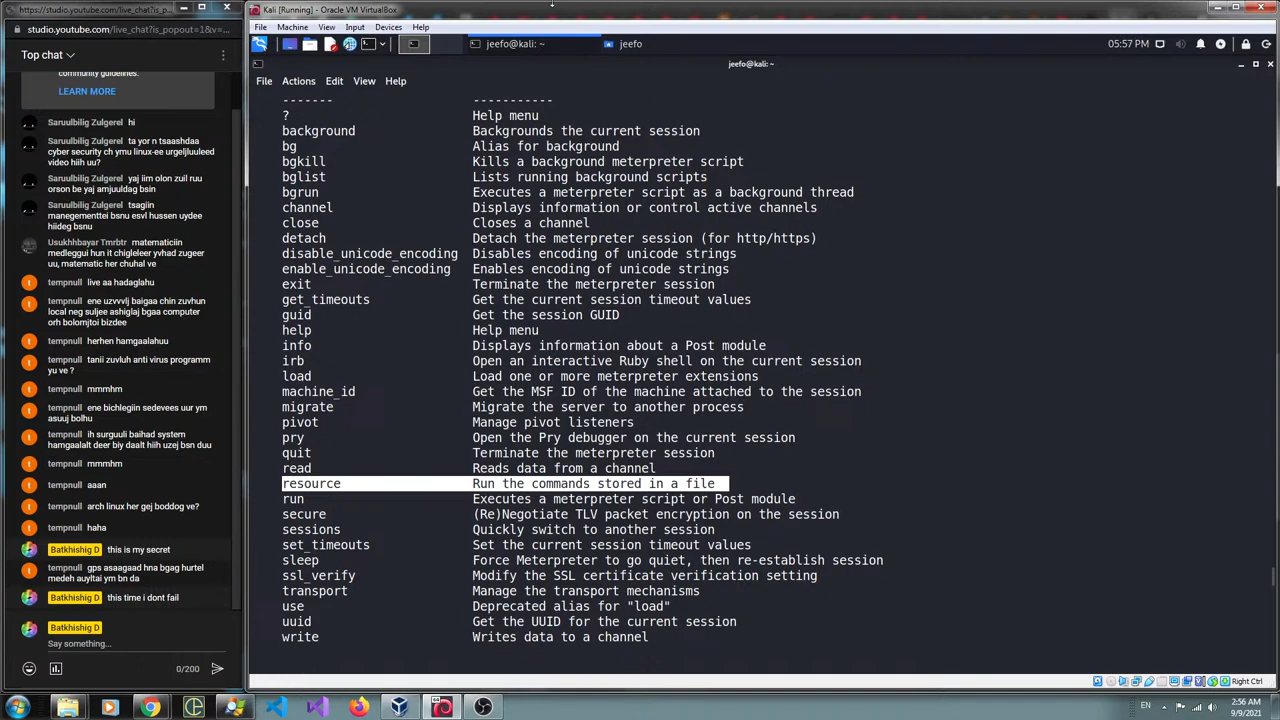 https://studio.youtube.com/live_chat?is_popout=1&v=...
studio.youtube.com/live_chat?is_popout=1&v=...
Top chat
community guidelines.
LEARN MORE
Saruulbilig Zulgerel hi
Saruulbilig Zulgerel ta yor n tsaashdaa
cyber security ch ymu linux-ee urgeljluuleed
video hiih uu?
Saruulbilig Zulgerel yaj iim olon zuil ruu
orson be yaj amjuuldag bsin
Saruulbilig Zulgerel tsagiin
manegementtei bsnu esvl hussen uydee
hiideg bsnu
Usukhhbayar Tmrbtr matematiciin
medleggui hun it chigleleer yvhad zugeer
uu, matematic her chuhal ve
tempnull live aa hadaglahu
tempnull ene uzvvvlj baigaa chin zuvhun
local neg suljee ashiglaj bgaa computer
orh bolomjtoi bizdee
tempnull herhen hamgaalahuu
tempnull tanii zuvluh anti virus programm
yu ve ?
tempnull mmmhm
tempnull ene bichlegiin sedevees uur ym
asuuj bolhu
tempnull ih surguuli baihad system
hamgaalalt deer biy daalt hiih uzej bsn duu
tempnull mmmhm
tempnull aaan
tempnull arch linux her gej boddog ve?
tempnull haha
Batkhishig D this is my secret
tempnull gps asaagaad hna bgag hurtel
medeh auyltai ym bn da
Batkhishig D this time i dont fail
Batkhishig D
Say something...
0/200
Kali [Running] - Oracle VM VirtualBox
File Machine View Input Devices Help
jeefo@kali: ~
jeefo
05:57 PM
jeefo@kali: ~
File Actions Edit View Help
------- -----------
? Help menu
background Backgrounds the current session
bg Alias for background
bgkill Kills a background meterpreter script
bglist Lists running background scripts
bgrun Executes a meterpreter script as a background thread
channel Displays information or control active channels
close Closes a channel
detach Detach the meterpreter session (for http/https)
disable_unicode_encoding Disables encoding of unicode strings
enable_unicode_encoding Enables encoding of unicode strings
exit Terminate the meterpreter session
get_timeouts Get the current session timeout values
guid Get the session GUID
help Help menu
info Displays information about a Post module
irb Open an interactive Ruby shell on the current session
load Load one or more meterpreter extensions
machine_id Get the MSF ID of the machine attached to the session
migrate Migrate the server to another process
pivot Manage pivot listeners
pry Open the Pry debugger on the current session
quit Terminate the meterpreter session
read Reads data from a channel
resource Run the commands stored in a file
run Executes a meterpreter script or Post module
secure (Re)Negotiate TLV packet encryption on the session
sessions Quickly switch to another session
set_timeouts Set the current session timeout values
sleep Force Meterpreter to go quiet, then re-establish session
ssl_verify Modify the SSL certificate verification setting
transport Manage the transport mechanisms
use Deprecated alias for "load"
uuid Get the UUID for the current session
write Writes data to a channel
Right Ctrl
EN
2:56 AM
9/9/2021